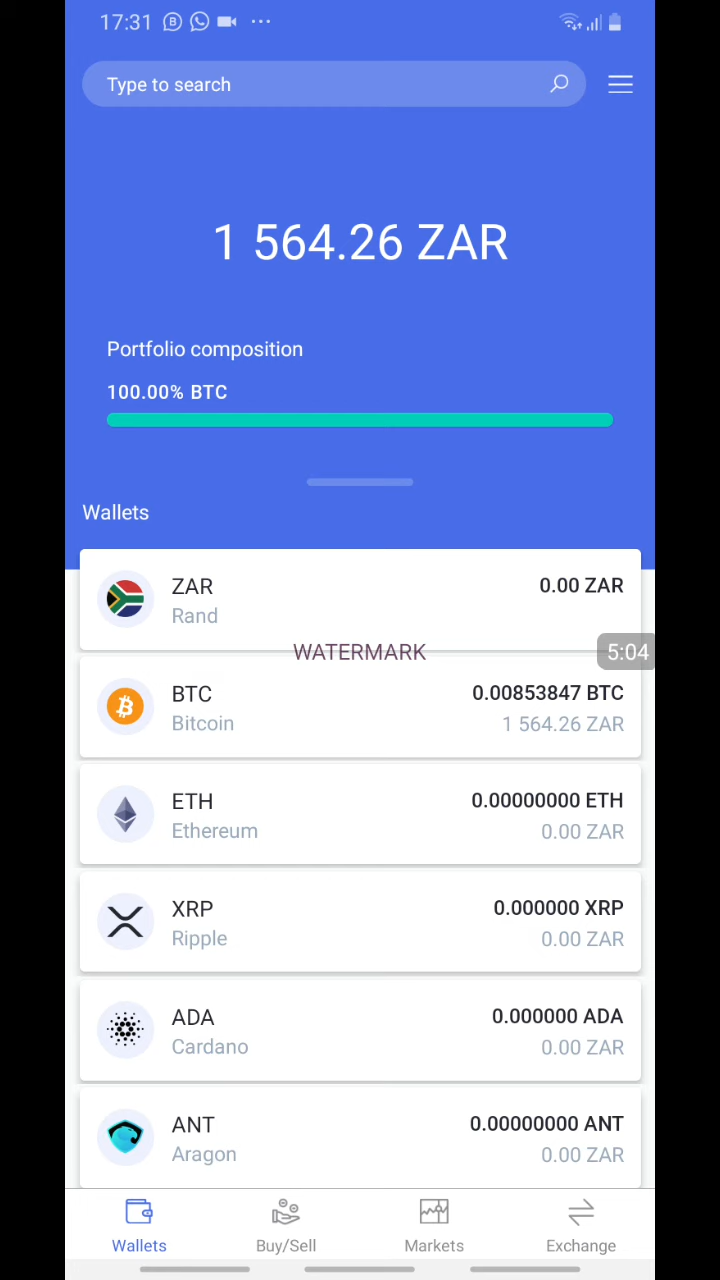 17:31
Type to search
1 564.26 ZAR
Portfolio composition
100.00% BTC
Wallets
ZAR 0.00 ZAR
Rand
WATERMARK 5:04
BTC 0.00853847 BTC
Bitcoin 1 564.26 ZAR
ETH 0.00000000 ETH
Ethereum 0.00 ZAR
XRP 0.000000 XRP
Ripple 0.00 ZAR
ADA 0.000000 ADA
Cardano 0.00 ZAR
ANT 0.00000000 ANT
Aragon 0.00 ZAR
Wallets Buy/Sell Markets Exchange